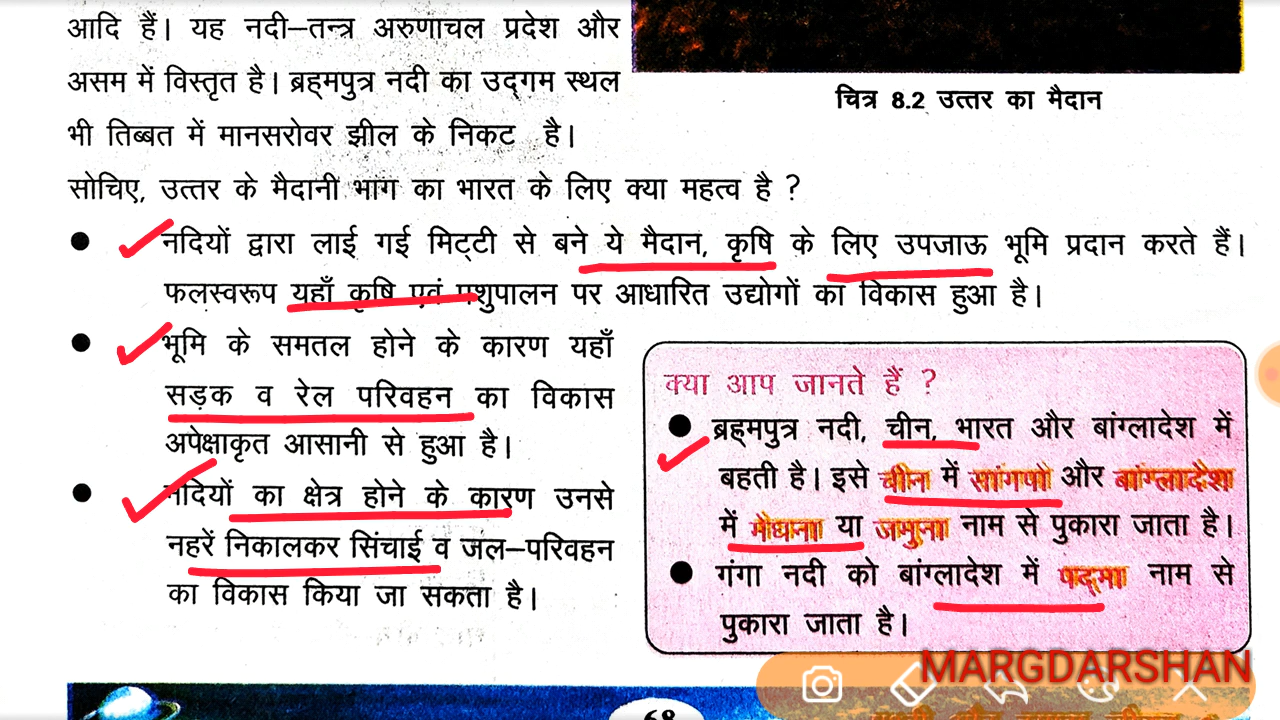 आदि हैं। यह नदी–तन्त्र अरुणाचल प्रदेश और
असम में विस्तृत है। ब्रह्मपुत्र नदी का उद्गम स्थल
भी तिब्बत में मानसरोवर झील के निकट है।
चित्र 8.2 उत्तर का मैदान
सोचिए, उत्तर के मैदानी भाग का भारत के लिए क्या महत्व है ?
● नदियों द्वारा लाई गई मिट्टी से बने ये मैदान, कृषि के लिए उपजाऊ भूमि प्रदान करते हैं।
फलस्वरूप यहाँ कृषि एवं पशुपालन पर आधारित उद्योगों का विकास हुआ है।
● भूमि के समतल होने के कारण यहाँ
सड़क व रेल परिवहन का विकास
अपेक्षाकृत आसानी से हुआ है।
● नदियों का क्षेत्र होने के कारण उनसे
नहरें निकालकर सिंचाई व जल–परिवहन
का विकास किया जा सकता है।
क्या आप जानते हैं ?
● ब्रह्मपुत्र नदी, चीन, भारत और बांग्लादेश में
बहती है। इसे चीन में सांगपो और बांग्लादेश
में मेघना या जमुना नाम से पुकारा जाता है।
● गंगा नदी को बांग्लादेश में पद्मा नाम से
पुकारा जाता है।
MARGDARSHAN
68